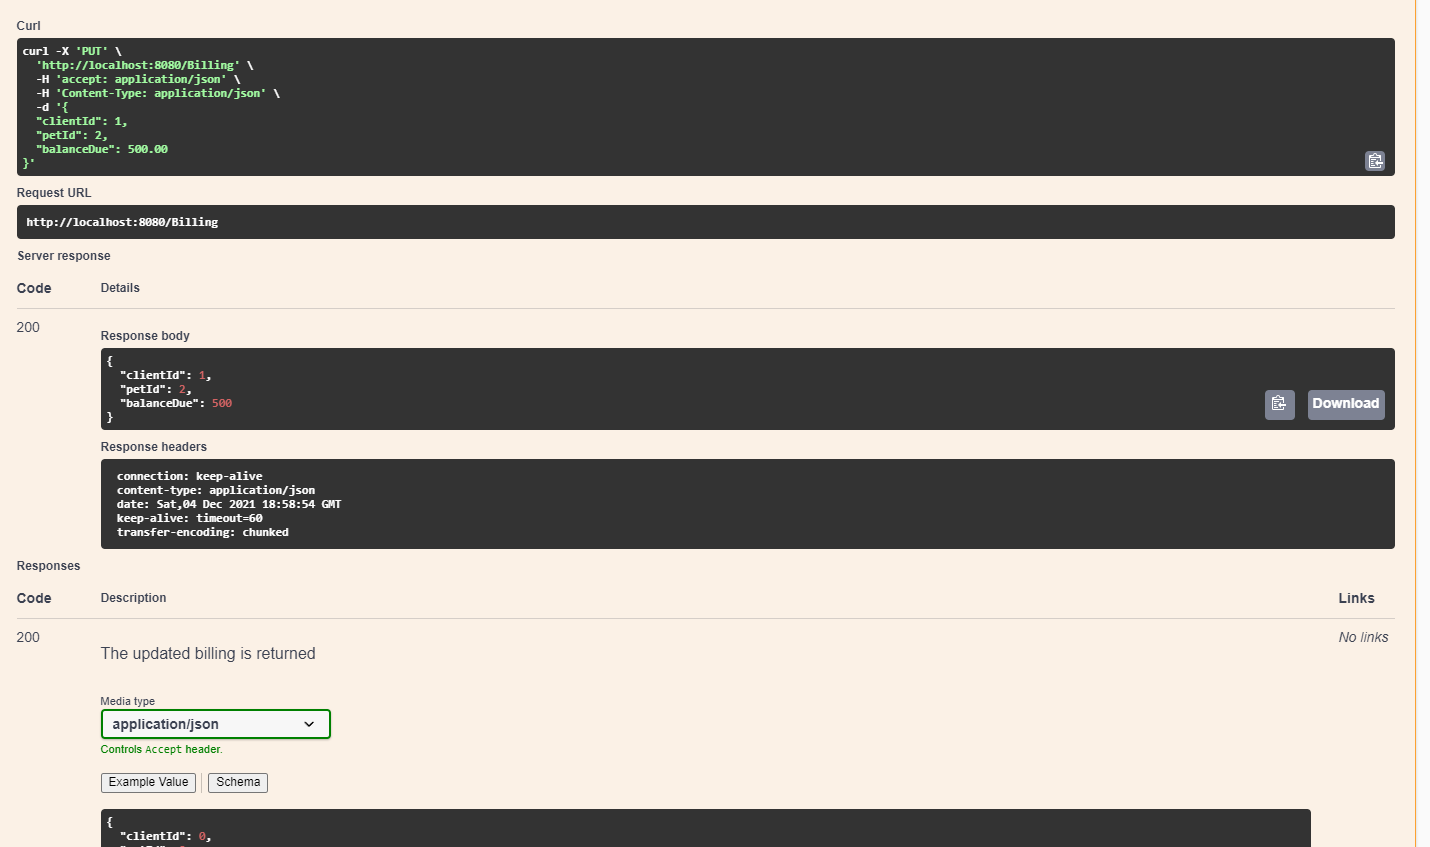 Curl
curl -X 'PUT' \
'http://localhost:8080/Billing' \
-H 'accept: application/json' \
-H 'Content-Type: application/json' \
-d '{
"clientId": 1,
"petId": 2,
"balanceDue": 500.00
}'
Request URL
http://localhost:8080/Billing
Server response
Code Details
200
Response body
{
"clientId": 1,
"petId": 2,
"balanceDue": 500
}
Download
Response headers
connection: keep-alive
content-type: application/json
date: Sat,04 Dec 2021 18:58:54 GMT
keep-alive: timeout=60
transfer-encoding: chunked
Responses
Code Description Links
200 No links
The updated billing is returned
Media type
application/json
Controls Accept header.
Example Value Schema
{
"clientId": 0,